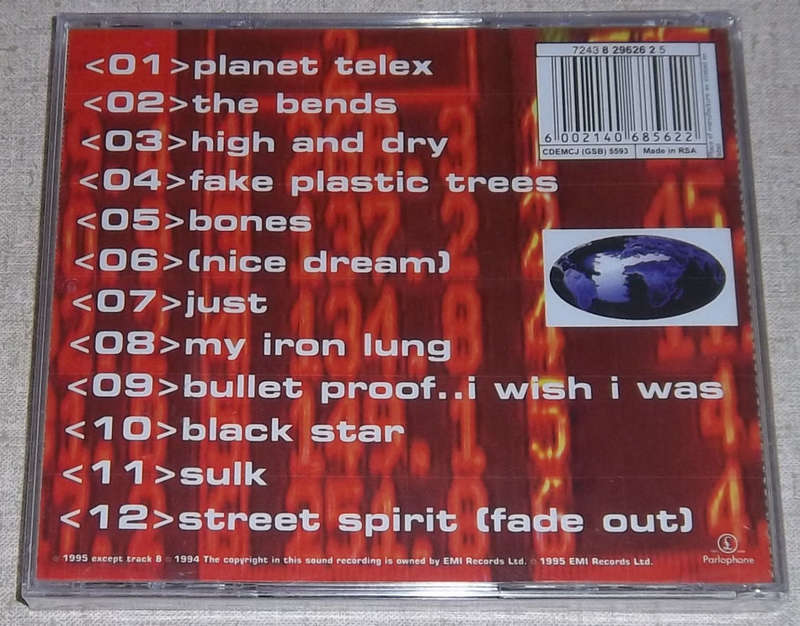 <01>planet telex
<02>the bends
<03>high and dry
<04>fake plastic trees
<05>bones
<06>(nice dream)
<07>just
<08>my iron lung
<09>bullet proof..i wish i was
<10>black star
<11>sulk
<12>street spirit (fade out)
7243 8 29626 2 5
6 002140 685622
CDEMCJ (GSB) 5593 Made in RSA
℗ 1995 except track 8 ℗ 1994 The copyright in this sound recording is owned by EMI Records Ltd. © 1995 EMI Records Ltd.
£
Parlophone